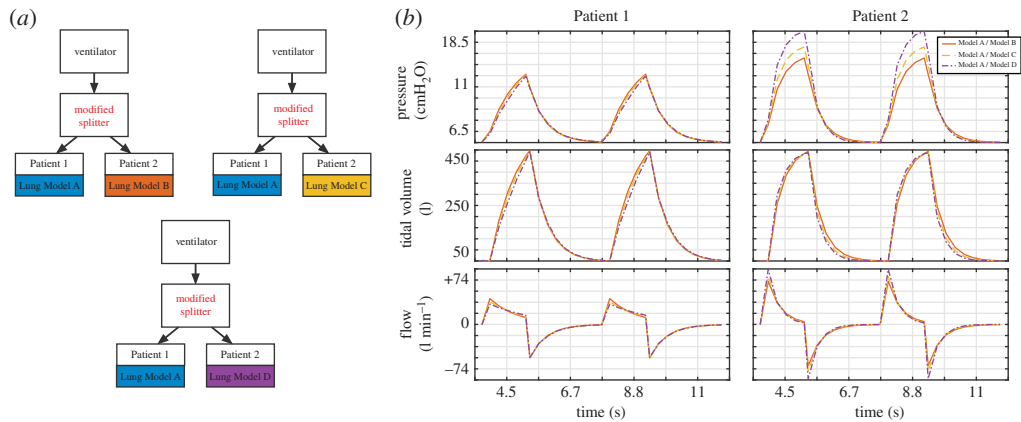 (a)
ventilator
modified
splitter
Patient 1
Patient 2
Lung Model A
Lung Model B
ventilator
modified
splitter
Patient 1
Patient 2
Lung Model A
Lung Model C
ventilator
modified
splitter
Patient 1
Patient 2
Lung Model A
Lung Model D
(b)
Patient 1
Patient 2
Model A / Model B
Model A / Model C
Model A / Model D
pressure
(cmH2O)
18.5
11
6.5
tidal volume
(l)
450
250
50
flow
(1 min−1)
+74
0
−74
4.5 6.7 8.8 11
time (s)
4.5 6.7 8.8 11
time (s)